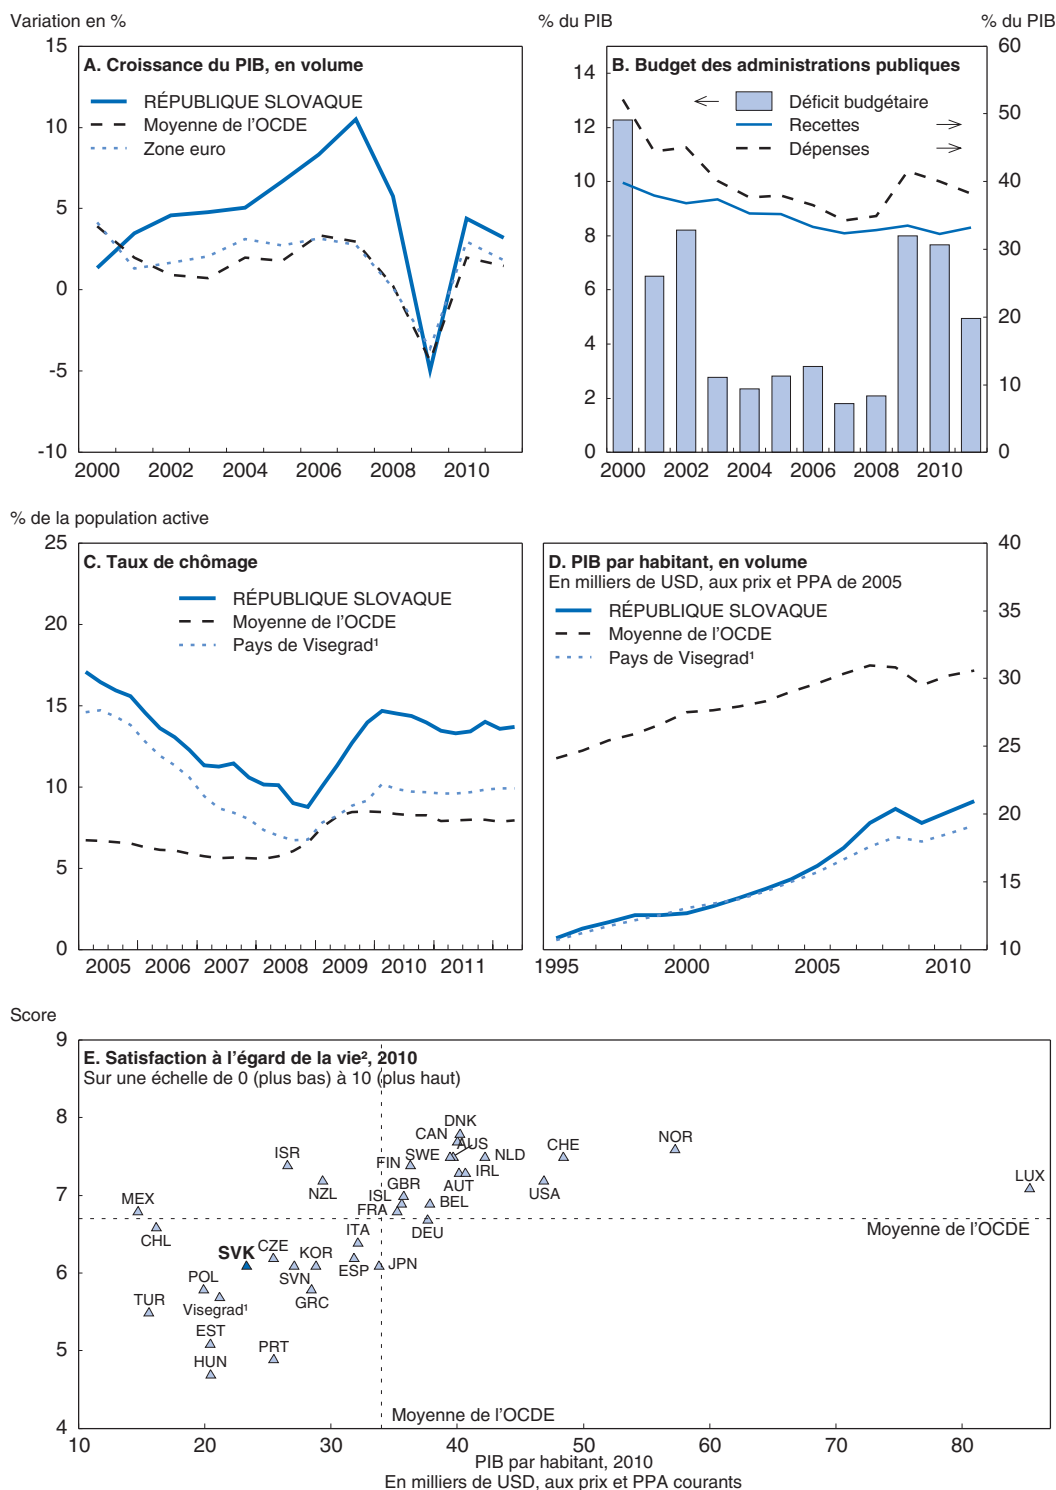 Variation en %
% du PIB
% du PIB
A. Croissance du PIB, en volume
RÉPUBLIQUE SLOVAQUE
Moyenne de l'OCDE
Zone euro
15
10
5
0
-5
-10
2000 2002 2004 2006 2008 2010
B. Budget des administrations publiques
Déficit budgétaire
Recettes
Dépenses
14
12
10
8
6
4
2
0
60
50
40
30
20
10
0
2000 2002 2004 2006 2008 2010
% de la population active
C. Taux de chômage
RÉPUBLIQUE SLOVAQUE
Moyenne de l'OCDE
Pays de Visegrad¹
25
20
15
10
5
0
2005 2006 2007 2008 2009 2010 2011
D. PIB par habitant, en volume
En milliers de USD, aux prix et PPA de 2005
RÉPUBLIQUE SLOVAQUE
Moyenne de l'OCDE
Pays de Visegrad¹
40
35
30
25
20
15
10
1995 2000 2005 2010
Score
E. Satisfaction à l'égard de la vie², 2010
Sur une échelle de 0 (plus bas) à 10 (plus haut)
9
8
7
6
5
4
DNK
CAN
AUS
SWE
NLD
CHE
NOR
ISR
FIN
IRL
NZL
GBR
AUT
USA
LUX
MEX
ISL
BEL
FRA
DEU
Moyenne de l'OCDE
CHL
ITA
SVK
CZE
KOR
ESP
JPN
POL
SVN
TUR
Visegrad¹
GRC
EST
HUN
PRT
Moyenne de l'OCDE
10 20 30 40 50 60 70 80
PIB par habitant, 2010
En milliers de USD, aux prix et PPA courants